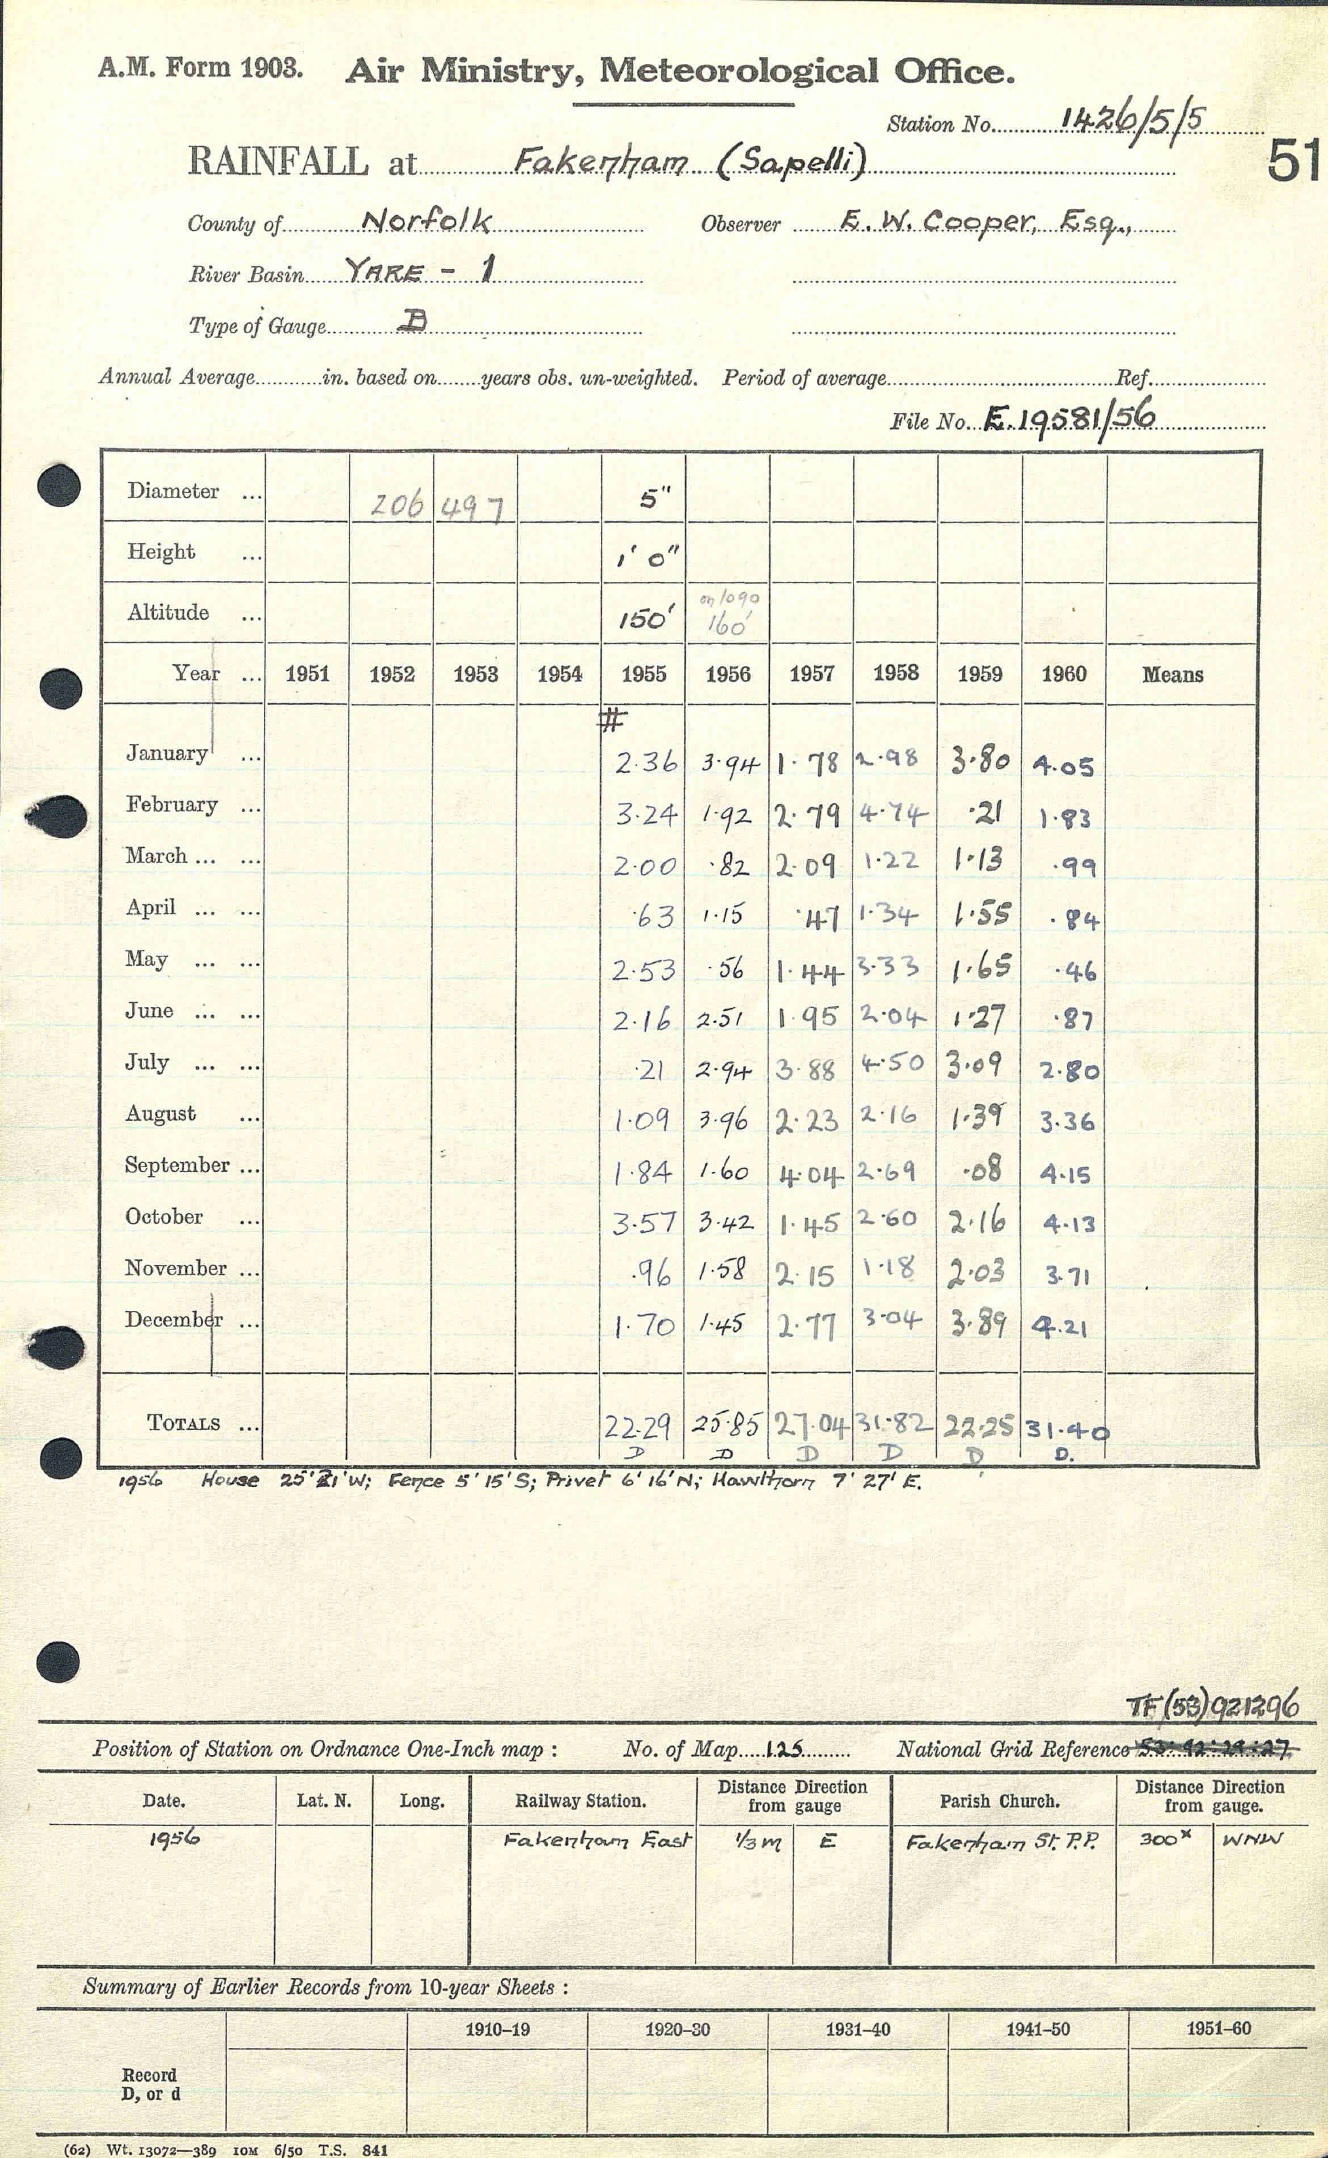 A.M. Form 1903. Air Ministry, Meteorological Office.
Station No. 1426/5/5
51
RAINFALL at Fakenham (Sapelli)
County of Norfolk Observer E. W. Cooper, Esq.,
River Basin YARE - 1
Type of Gauge B
Annual Average in. based on years obs. un-weighted. Period of average Ref.
File No. E.19581/56
Diameter ... 206 497 5"
Height ... 1' 0"
on 1090
Altitude ... 150' 160'
Year ... 1951 1952 1953 1954 1955 1956 1957 1958 1959 1960 Means
#
January ... 2.36 3.94 1.78 2.98 3.80 4.05
February ... 3.24 1.92 2.79 4.74 .21 1.83
March ... ... 2.00 .82 2.09 1.22 1.13 .99
April ... ... .63 1.15 .47 1.34 1.55 .84
May ... ... 2.53 .56 1.44 3.33 1.65 .46
June ... ... 2.16 2.51 1.95 2.04 1.27 .87
July ... ... .21 2.94 3.88 4.50 3.09 2.80
August ... 1.09 3.96 2.23 2.16 1.39 3.36
September ... 1.84 1.60 4.04 2.69 .08 4.15
October ... 3.57 3.42 1.45 2.60 2.16 4.13
November ... .96 1.58 2.15 1.18 2.03 3.71
December ... 1.70 1.45 2.77 3.04 3.89 4.21
TOTALS ... 22.29 25.85 27.04 31.82 22.25 31.40
D D D D D D.
1956 House 25' 21' W; Fence 5' 15' S; Privet 6' 16' N; Hawthorn 7' 27' E.
TF (53) 921296
Position of Station on Ordnance One-Inch map : No. of Map 125 National Grid Reference 53:92:29:27
Date. Lat. N. Long. Railway Station. Distance from Direction gauge Parish Church. Distance from Direction gauge.
1956 Fakenham East 1/3 m E Fakenham St. P.P. 300x WNW
Summary of Earlier Records from 10-year Sheets :
1910–19 1920–30 1931–40 1941–50 1951–60
Record
D, or d
(62) Wt. 13072—389 10M 6/50 T.S. 841